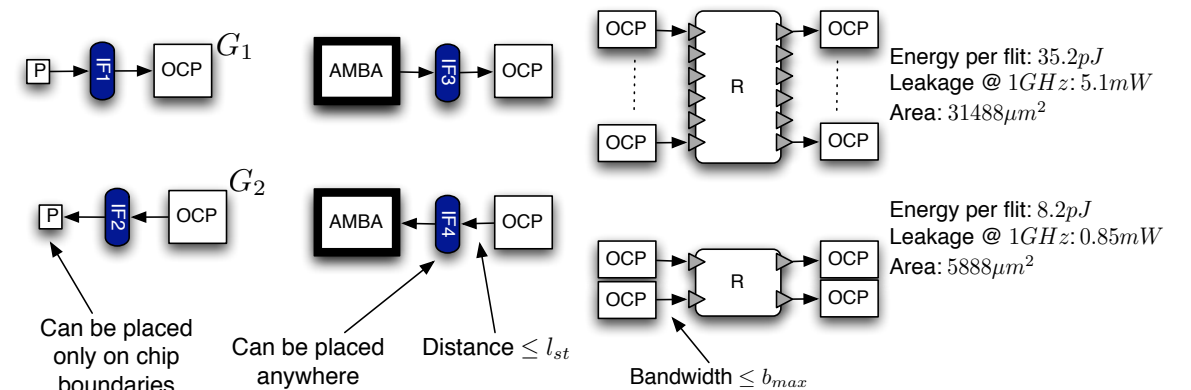 P
IF1
OCP
G1
AMBA
IF3
OCP
OCP
R
OCP
OCP
OCP
Energy per flit: 35.2pJ
Leakage @ 1GHz: 5.1mW
Area: 31488μm²
P
IF2
OCP
G2
AMBA
IF4
OCP
OCP
OCP
R
OCP
OCP
Energy per flit: 8.2pJ
Leakage @ 1GHz: 0.85mW
Area: 5888μm²
Can be placed
only on chip
boundaries
Can be placed
anywhere
Distance ≤ l_st
Bandwidth ≤ b_max